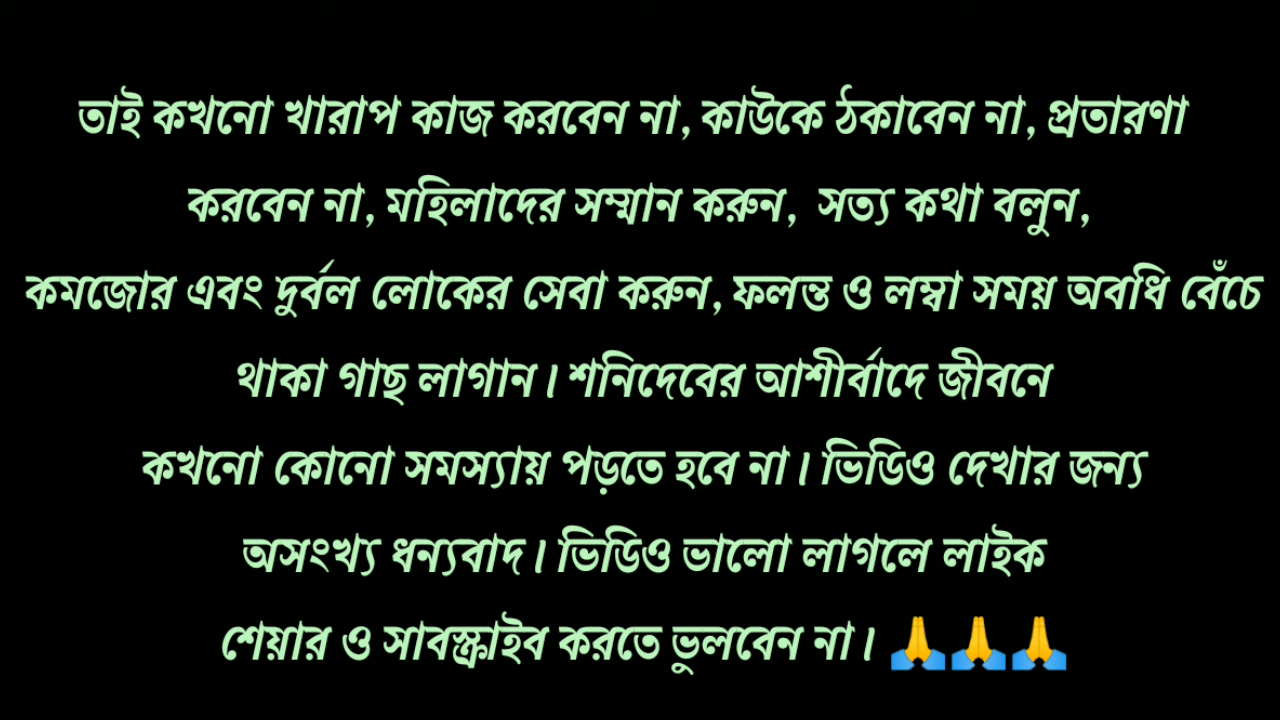 তাই কখনো খারাপ কাজ করবেন না, কাউকে ঠকাবেন না, প্রতারণা
করবেন না, মহিলাদের সম্মান করুন,  সত্য কথা বলুন,
কমজোর এবং দুর্বল লোকের সেবা করুন, ফলন্ত ও লম্বা সময় অবধি বেঁচে
থাকা গাছ লাগান। শনিদেবের আশীর্বাদে জীবনে
কখনো কোনো সমস্যায় পড়তে হবে না। ভিডিও দেখার জন্য
অসংখ্য ধন্যবাদ। ভিডিও ভালো লাগলে লাইক
শেয়ার ও সাবস্ক্রাইব করতে ভুলবেন না। 🙏🙏🙏